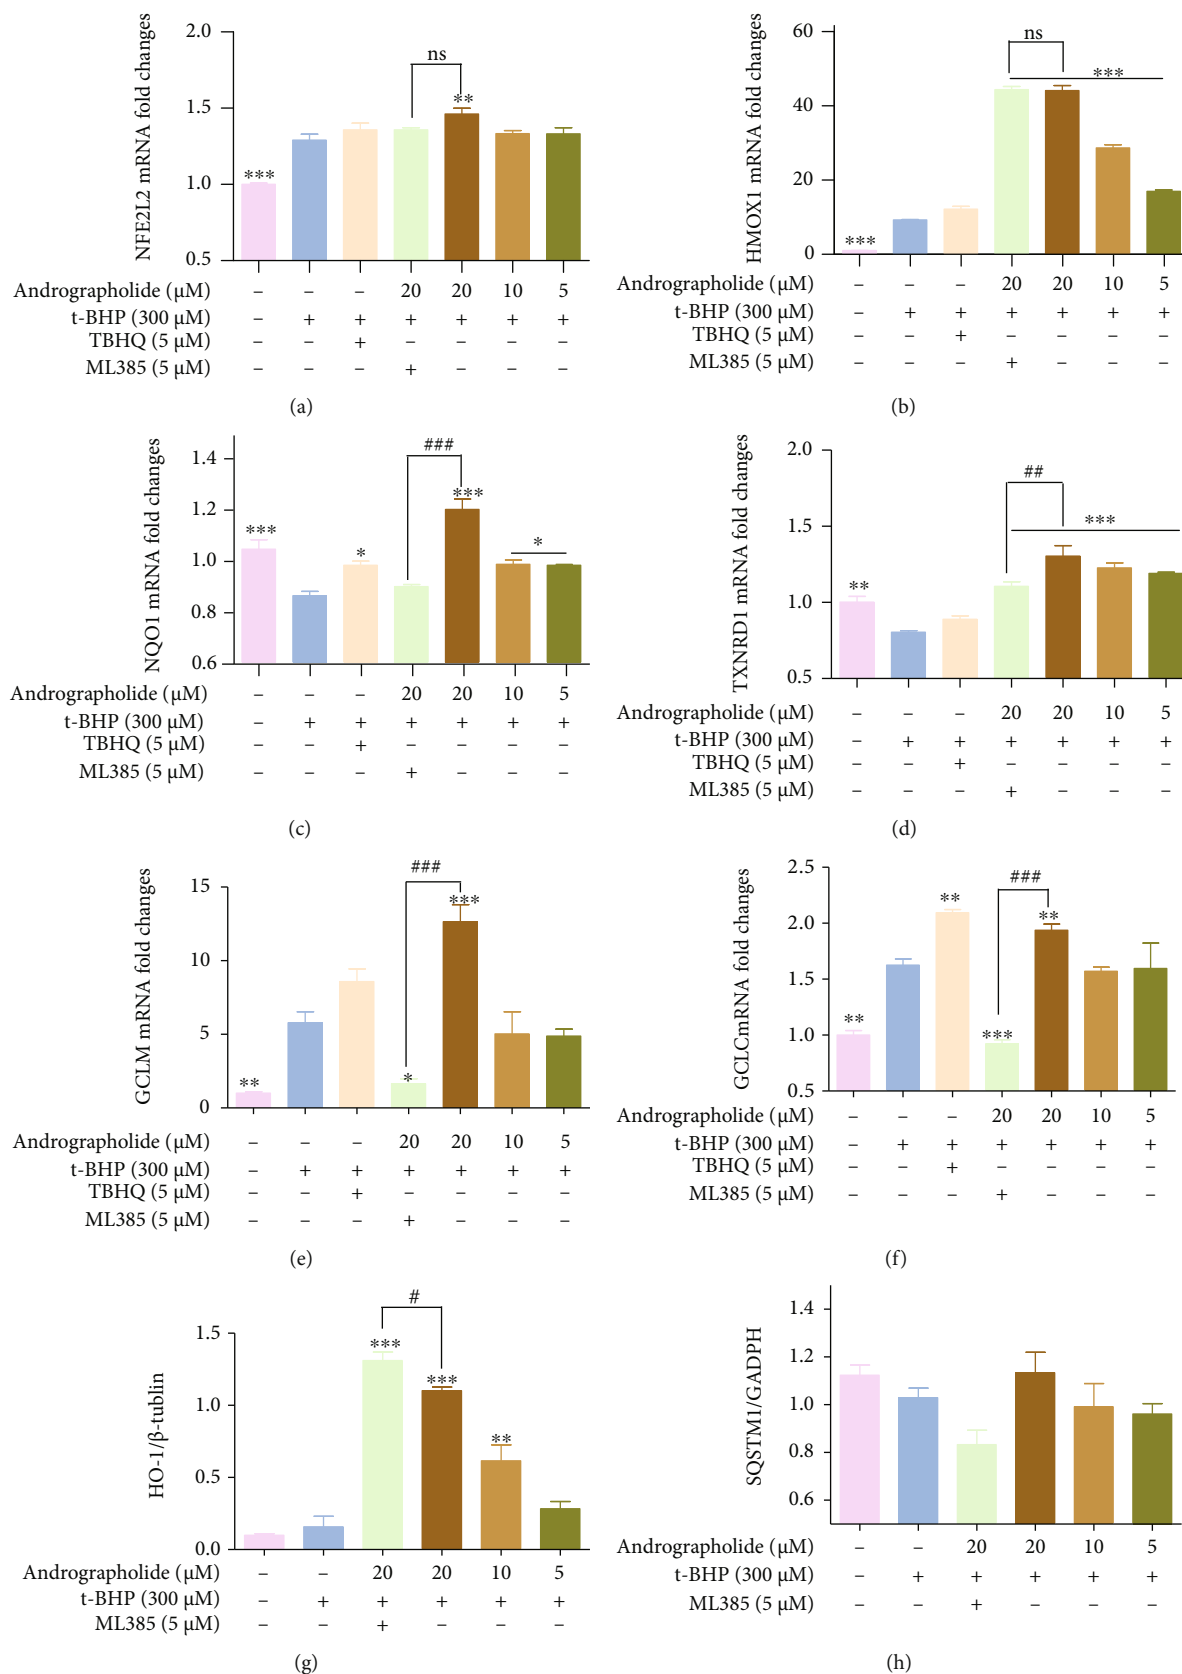 NFE2L2 mRNA fold changes
2.0
1.5
1.0
0.5
***
ns
**
Andrographolide (μM) – – – 20 20 10 5
t-BHP (300 μM) – + + + + + +
TBHQ (5 μM) – – + – – – –
ML385 (5 μM) – – – + – – –
(a)
HMOX1 mRNA fold changes
60
40
20
0
***
ns
***
Andrographolide (μM) – – – 20 20 10 5
t-BHP (300 μM) – + + + + + +
TBHQ (5 μM) – – + – – – –
ML385 (5 μM) – – – + – – –
(b)
NQO1 mRNA fold changes
1.4
1.2
1.0
0.8
0.6
***
*
###
***
*
Andrographolide (μM) – – – 20 20 10 5
t-BHP (300 μM) – + + + + + +
TBHQ (5 μM) – – + – – – –
ML385 (5 μM) – – – + – – –
(c)
TXNRD1 mRNA fold changes
2.0
1.5
1.0
0.5
**
##
***
Andrographolide (μM) – – – 20 20 10 5
t-BHP (300 μM) – + + + + + +
TBHQ (5 μM) – – + – – – –
ML385 (5 μM) – – – + – – –
(d)
GCLM mRNA fold changes
15
10
5
0
**
###
*
***
Andrographolide (μM) – – – 20 20 10 5
t-BHP (300 μM) – + + + + + +
TBHQ (5 μM) – – + – – – –
ML385 (5 μM) – – – + – – –
(e)
GCLCmRNA fold changes
2.5
2.0
1.5
1.0
0.5
**
**
###
***
**
Andrographolide (μM) – – – 20 20 10 5
t-BHP (300 μM) – + + + + + +
TBHQ (5 μM) – – + – – – –
ML385 (5 μM) – – – + – – –
(f)
HO-1/β-tublin
1.5
1.0
0.5
0.0
#
***
***
**
Andrographolide (μM) – – 20 20 10 5
t-BHP (300 μM) – + + + + +
ML385 (5 μM) – – + – – –
(g)
SQSTM1/GADPH
1.4
1.2
1.0
0.8
0.6
Andrographolide (μM) – – 20 20 10 5
t-BHP (300 μM) – + + + + +
ML385 (5 μM) – – + – – –
(h)